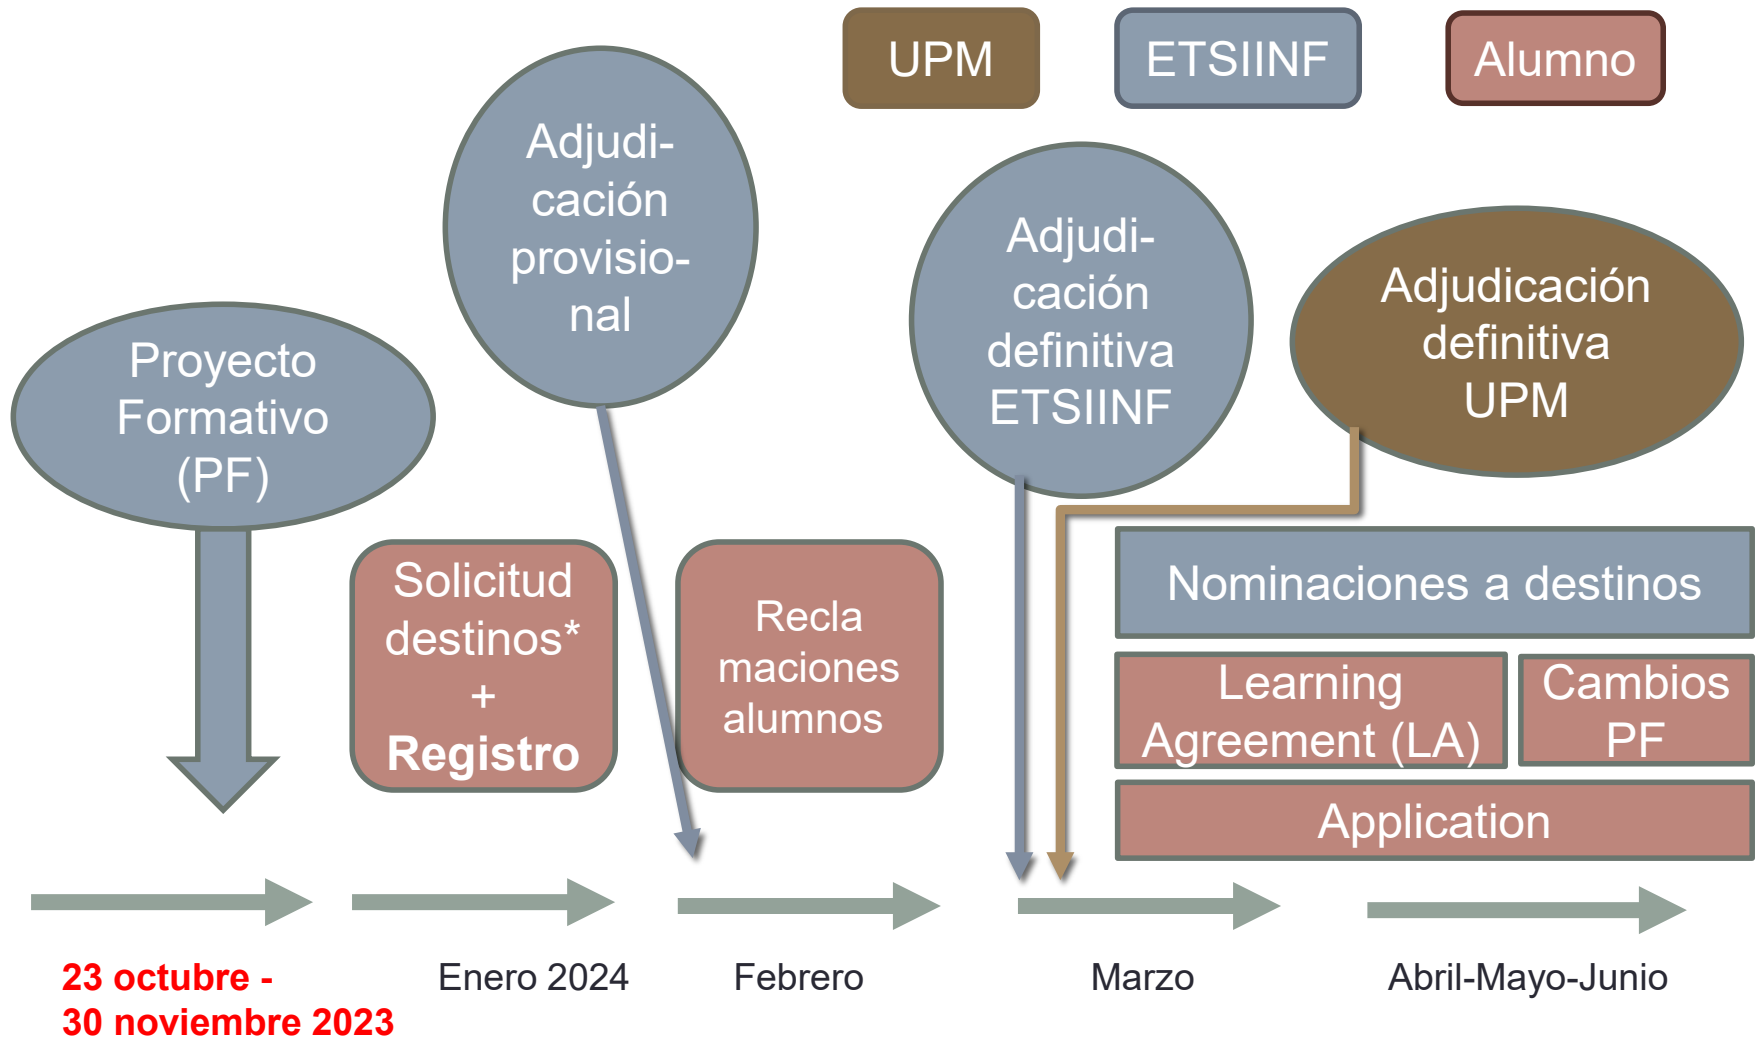 UPM
ETSIINF
Alumno
Adjudi-
cación
provisio-
nal
Adjudi-
cación
definitiva
ETSIINF
Adjudicación
definitiva
UPM
Proyecto
Formativo
(PF)
Solicitud
destinos*
+
Registro
Recla
maciones
alumnos
Nominaciones a destinos
Learning
Agreement (LA)
Cambios
PF
Application
23 octubre -
30 noviembre 2023
Enero 2024
Febrero
Marzo
Abril-Mayo-Junio